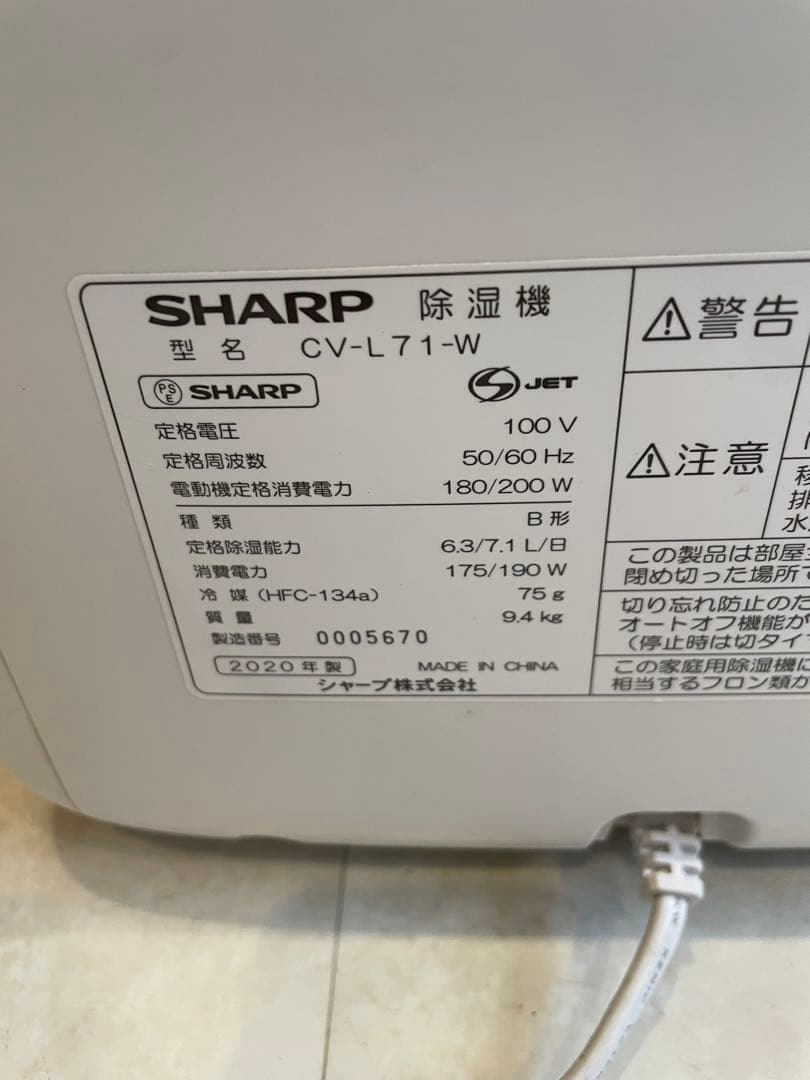 SHARP 除湿機
型名 CV-L71-W
PSE SHARP
S JET
定格電圧 100 V
定格周波数 50/60 Hz
電動機定格消費電力 180/200 W
種類 B形
定格除湿能力 6.3/7.1 L/日
消費電力 175/190 W
冷媒(HFC-134a) 75 g
質量 9.4 kg
製造番号 0005670
2020年製 MADE IN CHINA
シャープ株式会社
⚠警告
⚠注意
移
排
水
この製品は部屋
閉め切った場所で
切り忘れ防止のた
オートオフ機能が
(停止時は切タイ
この家庭用除湿機に
相当するフロン類が